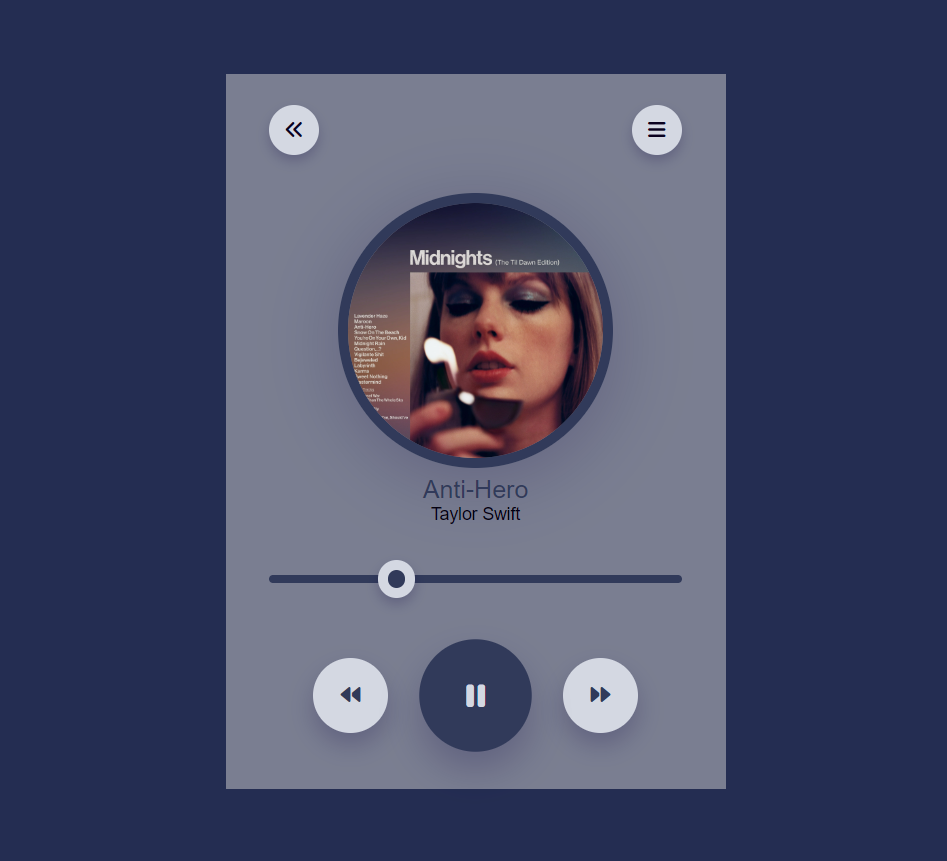 Midnights (The Til Dawn Edition)
Lavender Haze
Maroon
Anti-Hero
Snow On The Beach
You're On Your Own, Kid
Midnight Rain
Question...?
Vigilante Shit
Bejeweled
Labyrinth
Karma
Sweet Nothing
Mastermind
Anti-Hero
Taylor Swift